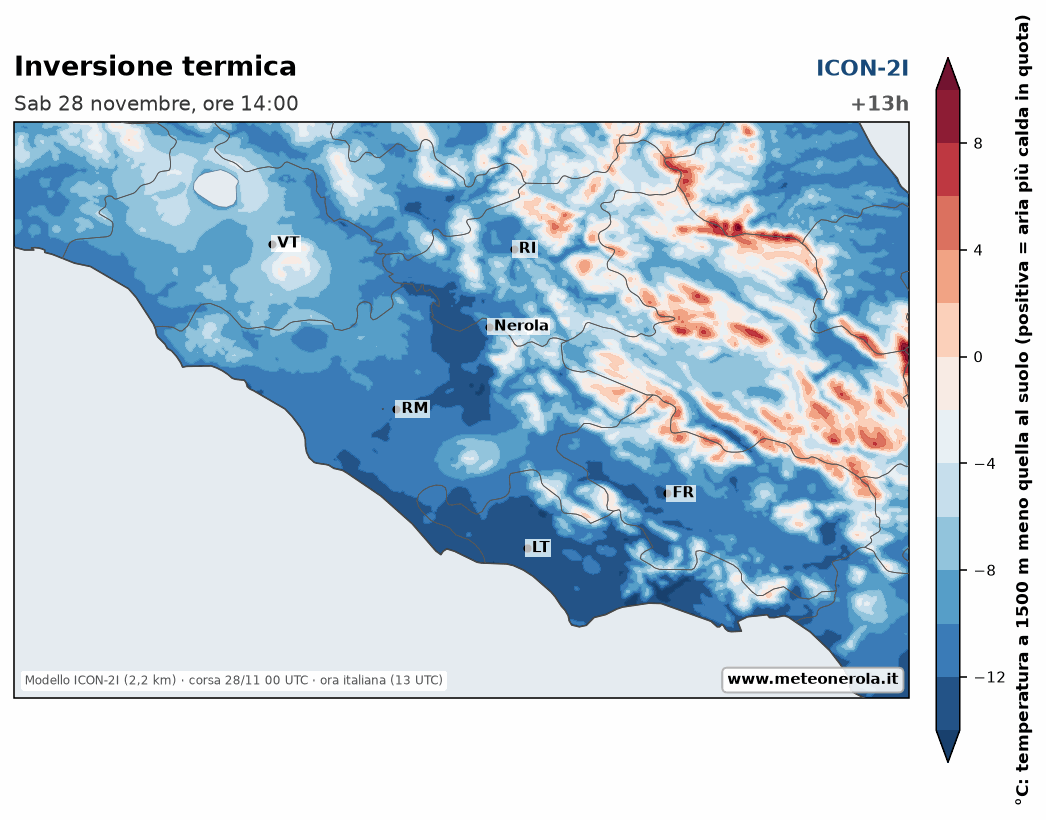 Inversione termica
ICON-2I
Sab 28 novembre, ore 14:00
+13h
VT
RI
Nerola
RM
FR
LT
Modello ICON-2I (2,2 km) · corsa 28/11 00 UTC · ora italiana (13 UTC)
www.meteonerola.it
8
4
0
−4
−8
−12
°C: temperatura a 1500 m meno quella al suolo (positiva = aria più calda in quota)